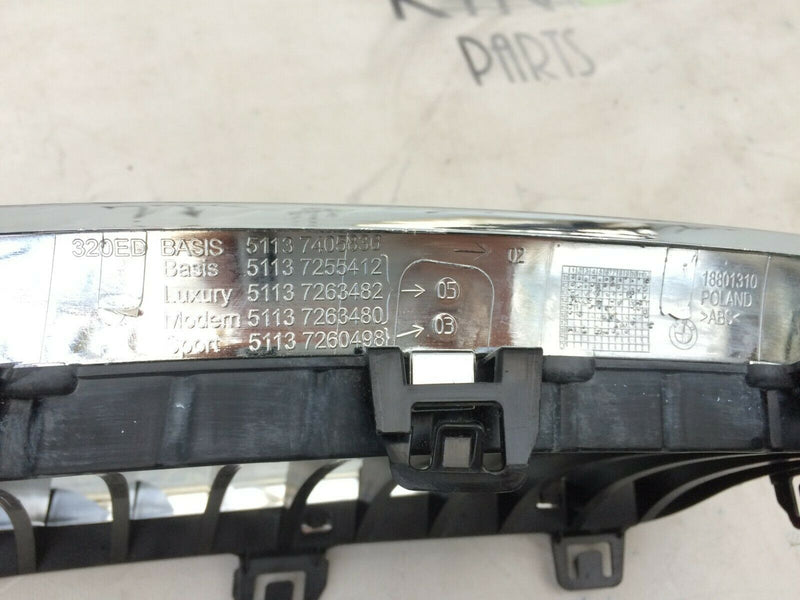 PARTS
320ED BASIS 5113 7405836 → 02
Basis 5113 7255412
Luxury 5113 7263482 → 05
Modern 5113 7263480
Sport 5113 7260498 → 03
18801310
POLAND
>ABS<